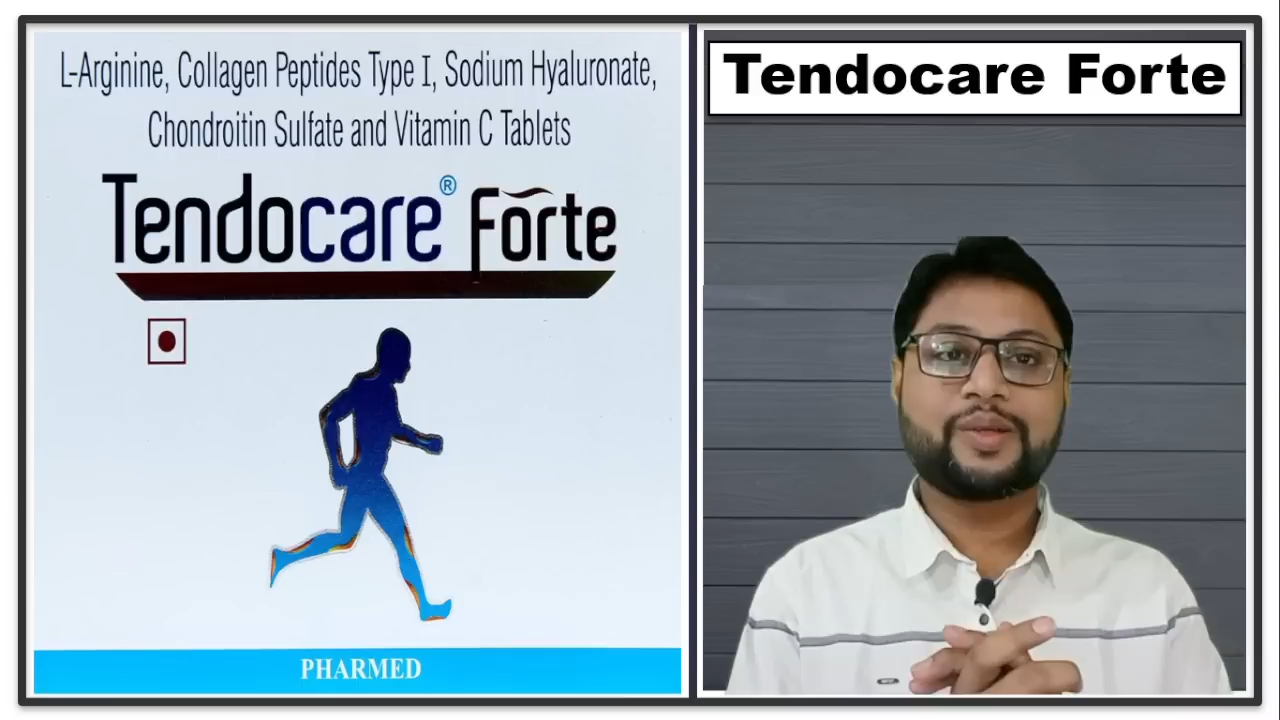 L-Arginine, Collagen Peptides Type I, Sodium Hyaluronate,
Chondroitin Sulfate and Vitamin C Tablets
Tendocare® Forte
PHARMED
Tendocare Forte